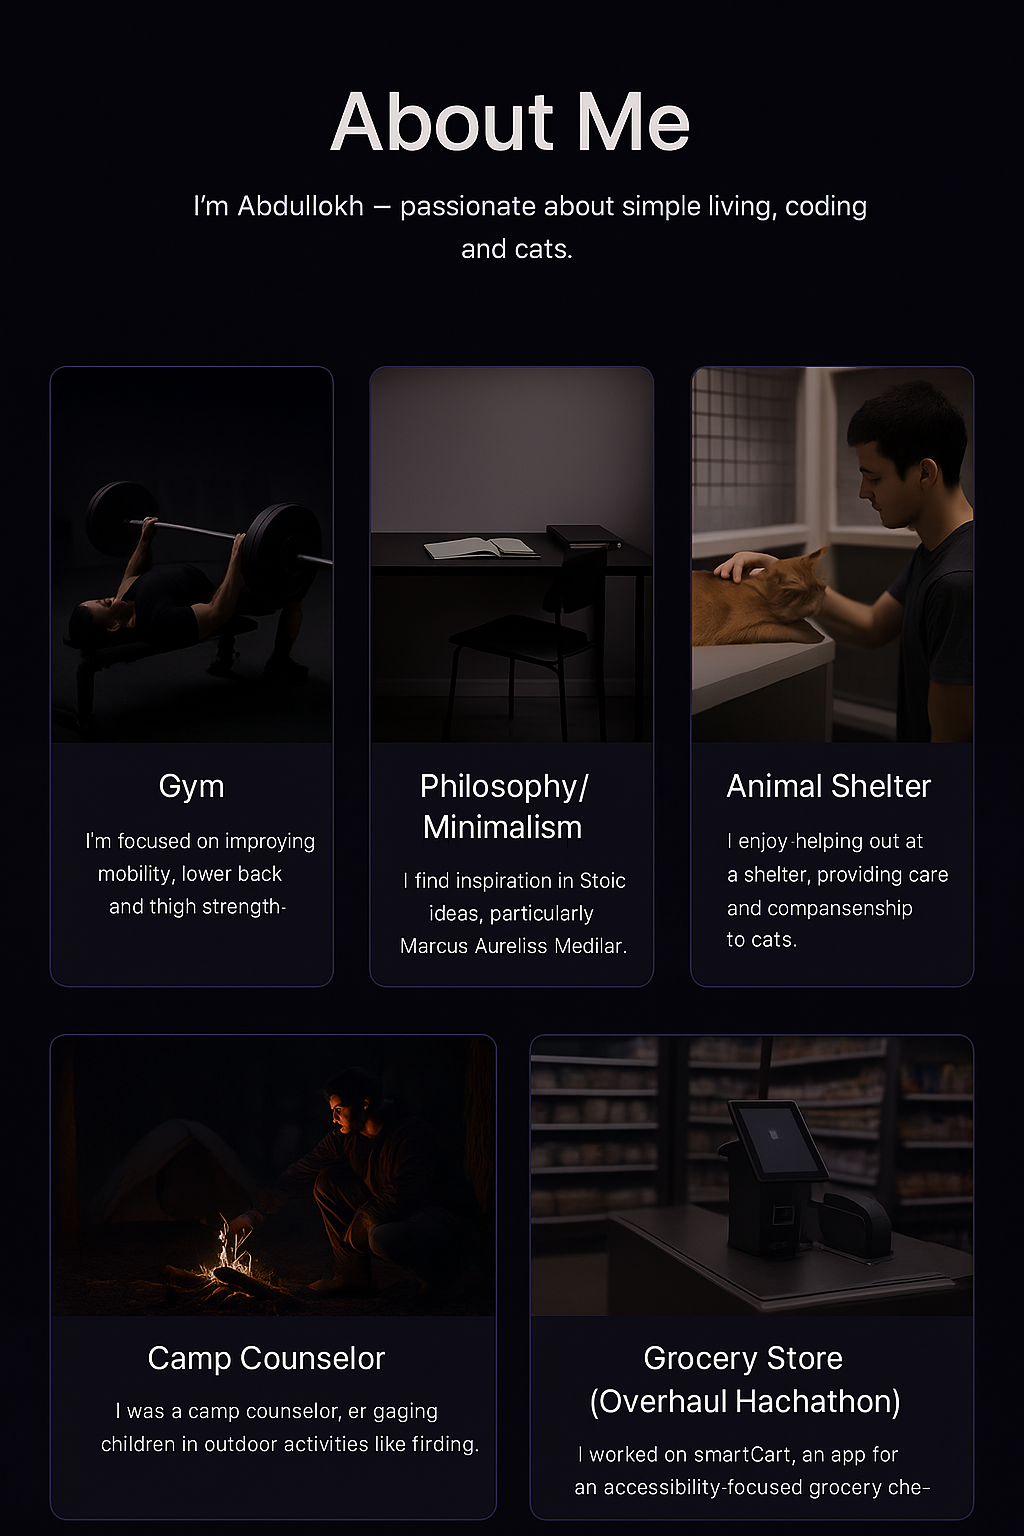 About Me
I'm Abdullokh – passionate about simple living, coding
and cats.
Gym
I'm focused on improying
mobility, lower back
and thigh strength-
Philosophy/
Minimalism
I find inspiration in Stoic
ideas, particularly
Marcus Aureliss Medilar.
Animal Shelter
I enjoy-helping out at
a shelter, providing care
and compansenship
to cats.
Camp Counselor
I was a camp counselor, er gaging
children in outdoor activities like firding.
Grocery Store
(Overhaul Hachathon)
I worked on smartCart, an app for
an accessibility-focused grocery che-